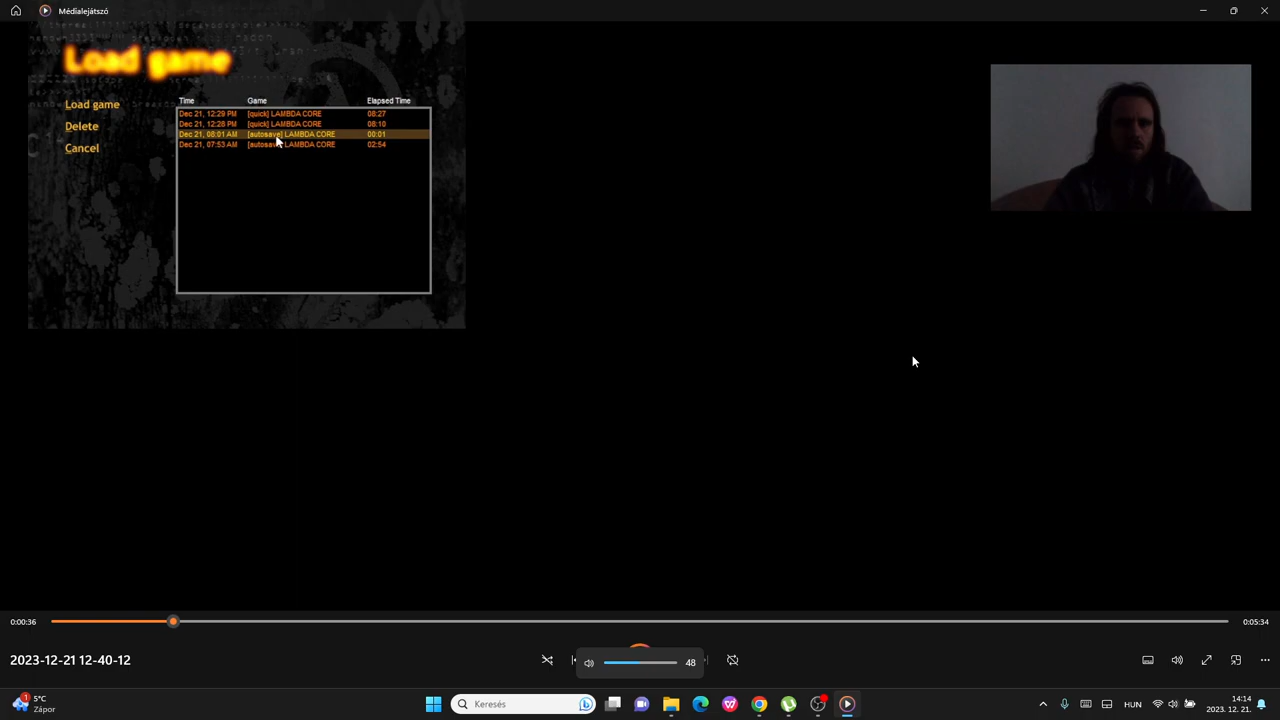 Médialejátszó
Load game
Load game
Delete
Cancel
Time Game Elapsed Time
Dec 21, 12:29 PM [quick] LAMBDA CORE 08:27
Dec 21, 12:28 PM [quick] LAMBDA CORE 08:10
Dec 21, 08:01 AM [autosave] LAMBDA CORE 00:01
Dec 21, 07:53 AM [autosave] LAMBDA CORE 02:54
0:00:36 0:05:34
2023-12-21 12-40-12
48
1
5°C
Zápor
Keresés
HUN
14:14
2023. 12. 21.